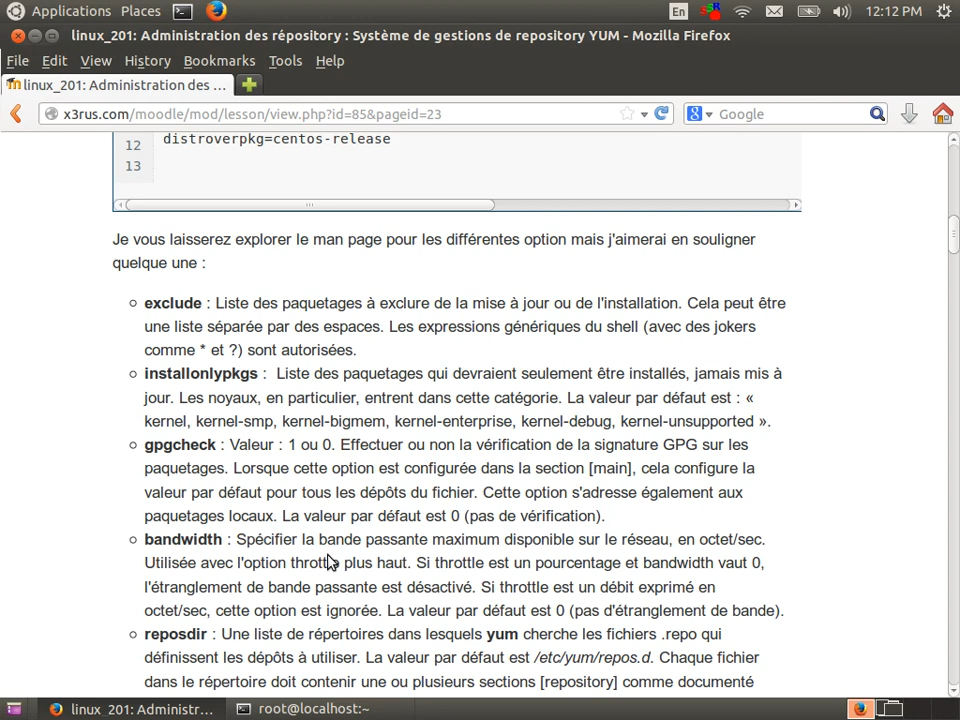 Applications Places En 12:12 PM
linux_201: Administration des répository : Système de gestions de repository YUM - Mozilla Firefox
File Edit View History Bookmarks Tools Help
linux_201: Administration des ...
x3rus.com/moodle/mod/lesson/view.php?id=85&pageid=23 Google
12 distroverpkg=centos-release
13
Je vous laisserez explorer le man page pour les différentes option mais j'aimerai en souligner
quelque une :
exclude : Liste des paquetages à exclure de la mise à jour ou de l'installation. Cela peut être
une liste séparée par des espaces. Les expressions génériques du shell (avec des jokers
comme * et ?) sont autorisées.
installonlypkgs : Liste des paquetages qui devraient seulement être installés, jamais mis à
jour. Les noyaux, en particulier, entrent dans cette catégorie. La valeur par défaut est : «
kernel, kernel-smp, kernel-bigmem, kernel-enterprise, kernel-debug, kernel-unsupported ».
gpgcheck : Valeur : 1 ou 0. Effectuer ou non la vérification de la signature GPG sur les
paquetages. Lorsque cette option est configurée dans la section [main], cela configure la
valeur par défaut pour tous les dépôts du fichier. Cette option s'adresse également aux
paquetages locaux. La valeur par défaut est 0 (pas de vérification).
bandwidth : Spécifier la bande passante maximum disponible sur le réseau, en octet/sec.
Utilisée avec l'option throttle plus haut. Si throttle est un pourcentage et bandwidth vaut 0,
l'étranglement de bande passante est désactivé. Si throttle est un débit exprimé en
octet/sec, cette option est ignorée. La valeur par défaut est 0 (pas d'étranglement de bande).
reposdir : Une liste de répertoires dans lesquels yum cherche les fichiers .repo qui
définissent les dépôts à utiliser. La valeur par défaut est /etc/yum/repos.d. Chaque fichier
dans le répertoire doit contenir une ou plusieurs sections [repository] comme documenté
linux_201: Administr... root@localhost:~